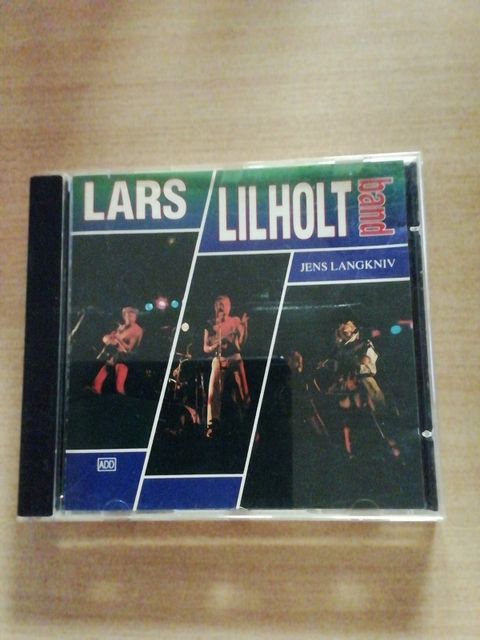 LARS
LILHOLT band
JENS LANGKNIV
ADD